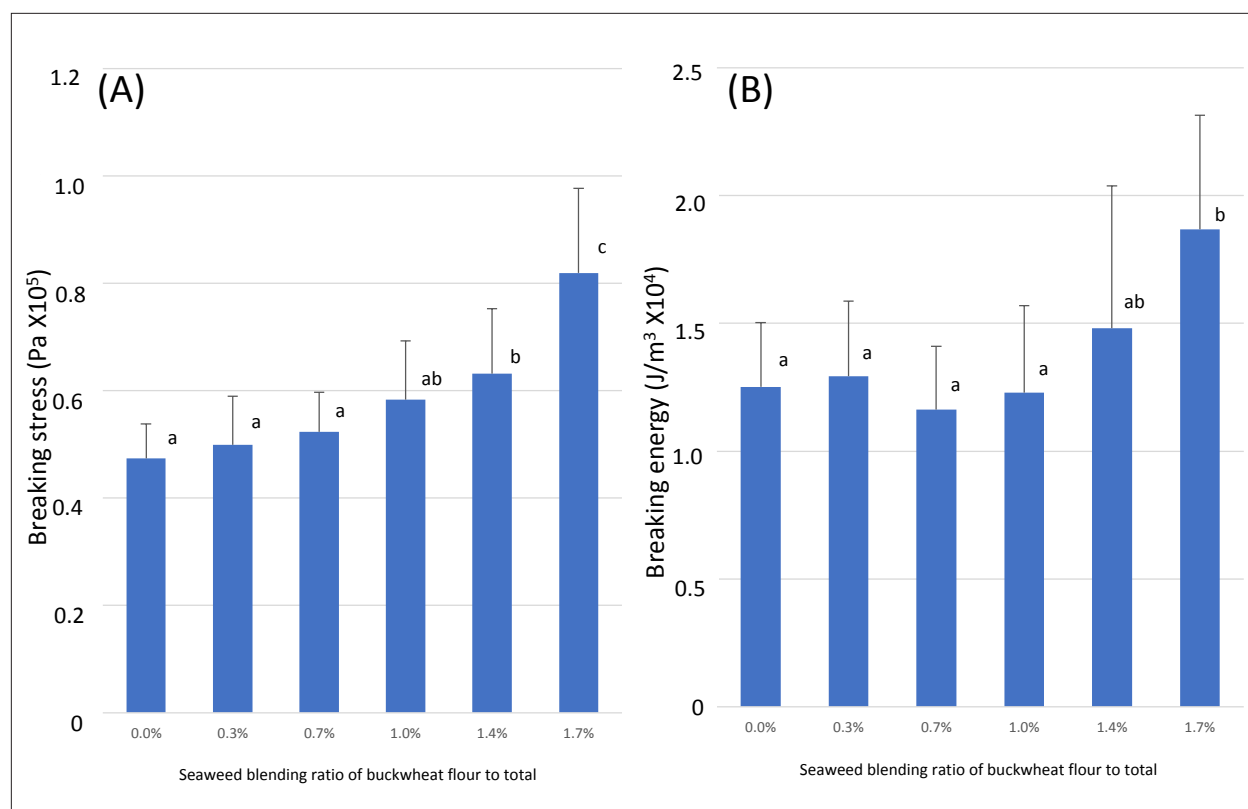 (A)
Breaking stress (Pa X10⁵)
1.2
1.0
0.8
0.6
0.4
0.2
0
a
a
a
ab
b
c
0.0%
0.3%
0.7%
1.0%
1.4%
1.7%
Seaweed blending ratio of buckwheat flour to total
(B)
Breaking energy (J/m³ X10⁴)
2.5
2.0
1.5
1.0
0.5
0
a
a
a
a
ab
b
0.0%
0.3%
0.7%
1.0%
1.4%
1.7%
Seaweed blending ratio of buckwheat flour to total